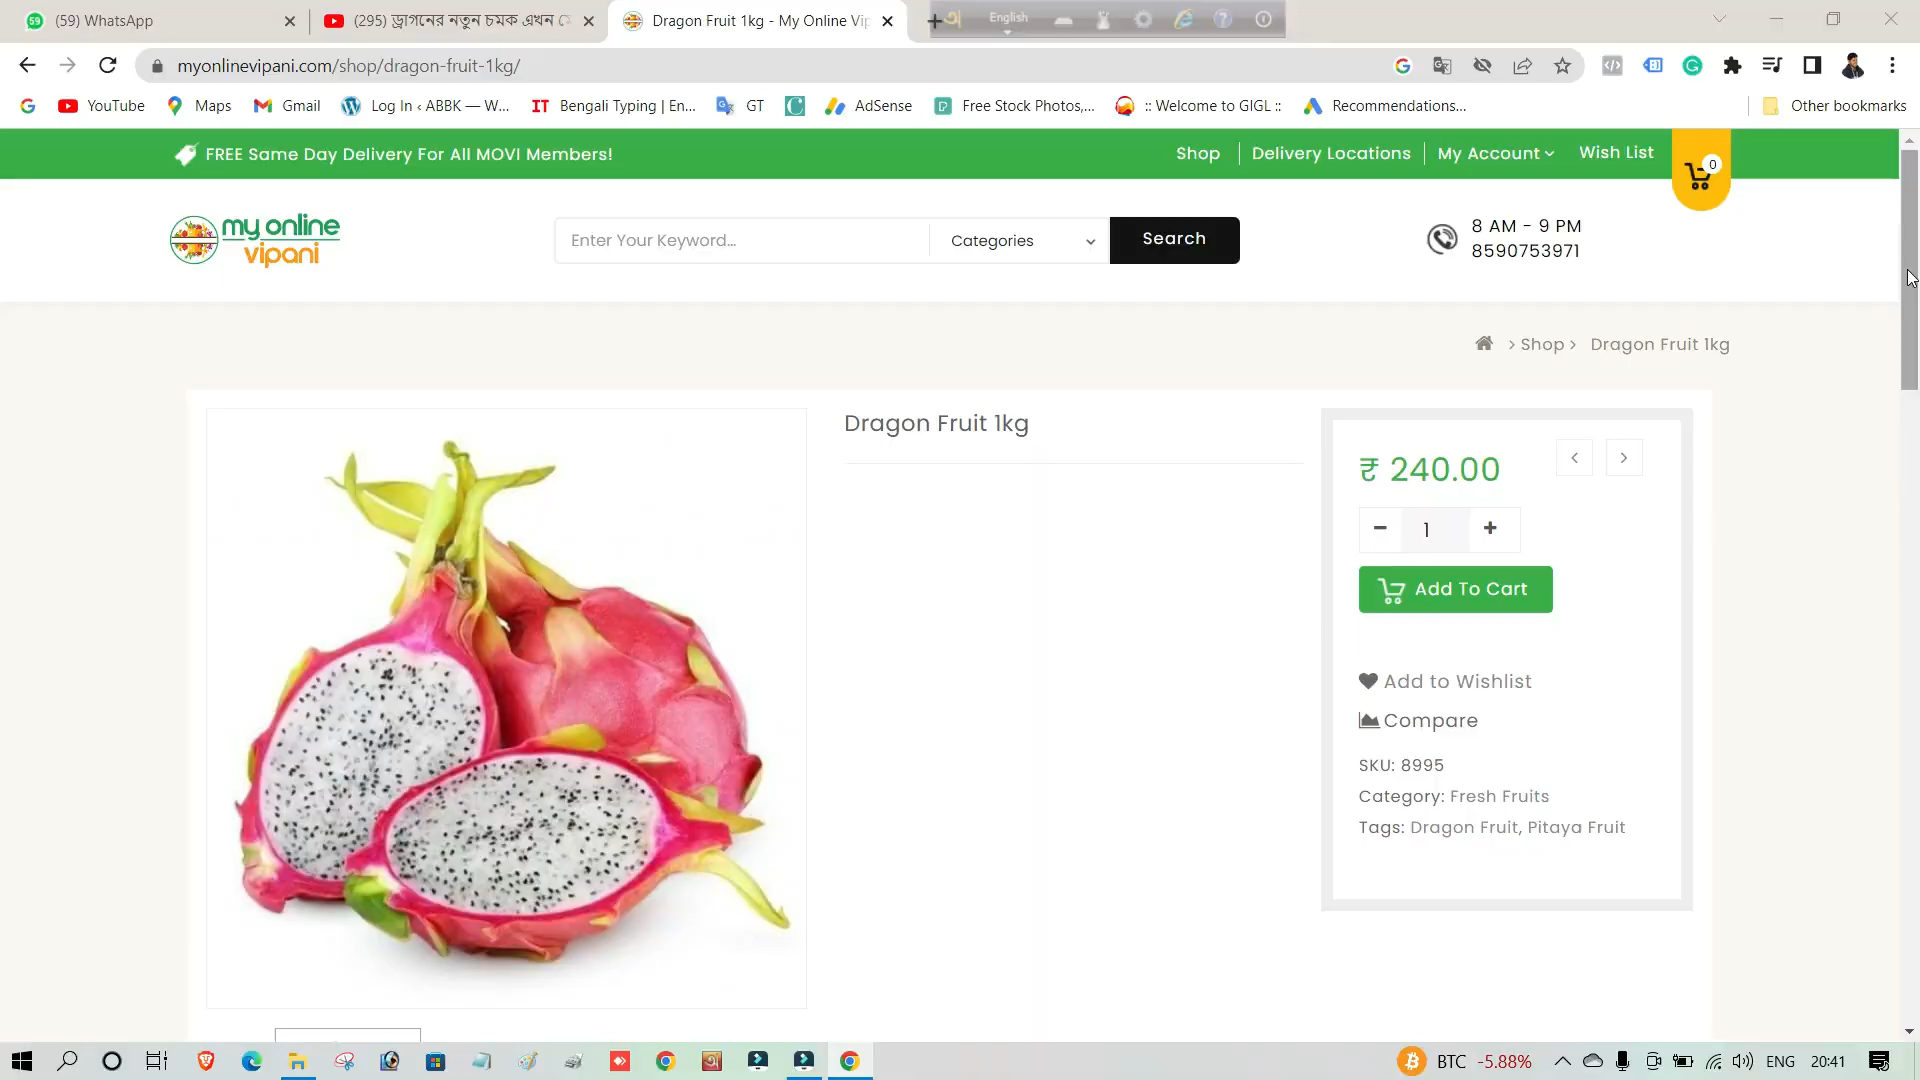 59 (59) WhatsApp
(295) ড্রাগনের নতুন চমক এখন
Dragon Fruit 1kg - My Online Vip
English
myonlinevipani.com/shop/dragon-fruit-1kg/
YouTube
Maps
Gmail
Log In ‹ ABBK — W...
IT Bengali Typing | En...
GT
AdSense
Free Stock Photos,...
:: Welcome to GIGL ::
Recommendations...
Other bookmarks
FREE Same Day Delivery For All MOVI Members!
Shop
Delivery Locations
My Account
Wish List
0
my online
vipani
Enter Your Keyword...
Categories
Search
8 AM - 9 PM
8590753971
> Shop > Dragon Fruit 1kg
Dragon Fruit 1kg
₹ 240.00
- 1 +
Add To Cart
Add to Wishlist
Compare
SKU: 8995
Category: Fresh Fruits
Tags: Dragon Fruit, Pitaya Fruit
BTC -5.88%
ENG
20:41